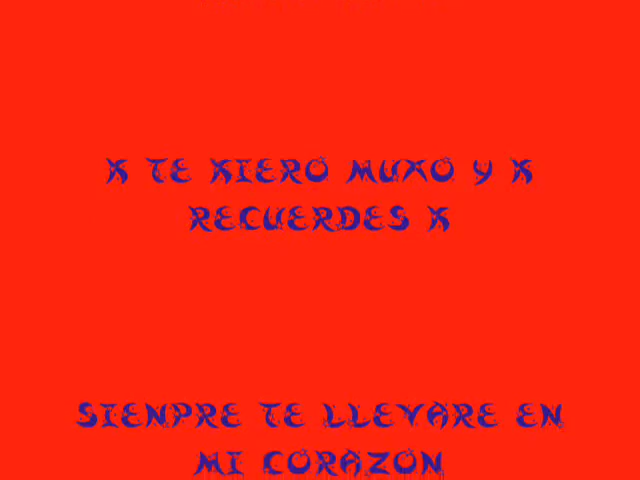 K TE KIERO MUXO Y K
RECUERDES K
SIENPRE TE LLEVARE EN
MI CORAZON